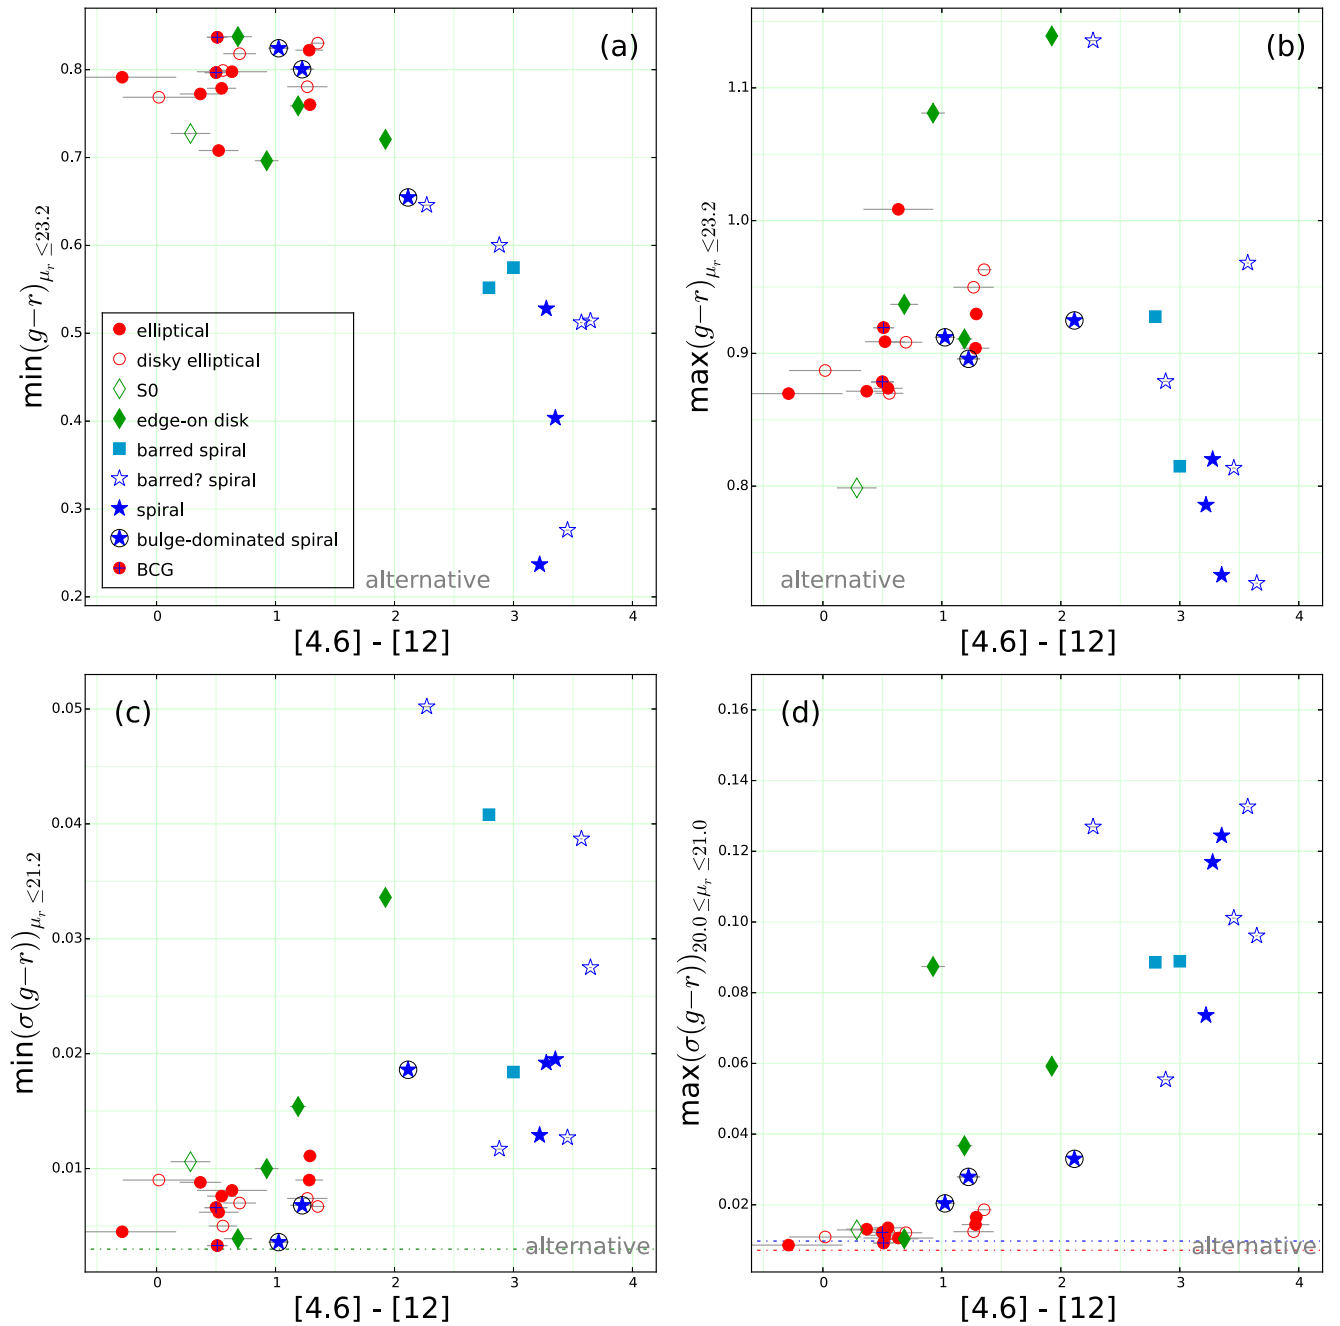 (a)
0.8
0.7
0.6
0.5
0.4
0.3
0.2
min(g−r)μr ≤23.2
elliptical
disky elliptical
S0
edge-on disk
barred spiral
barred? spiral
spiral
bulge-dominated spiral
BCG
alternative
0 1 2 3 4
[4.6] - [12]
(b)
1.1
1.0
0.9
0.8
max(g−r)μr ≤23.2
alternative
0 1 2 3 4
[4.6] - [12]
(c)
0.05
0.04
0.03
0.02
0.01
min(σ(g−r))μr ≤21.2
alternative
0 1 2 3 4
[4.6] - [12]
(d)
0.16
0.14
0.12
0.10
0.08
0.06
0.04
0.02
max(σ(g−r))20.0≤μr ≤21.0
alternative
0 1 2 3 4
[4.6] - [12]